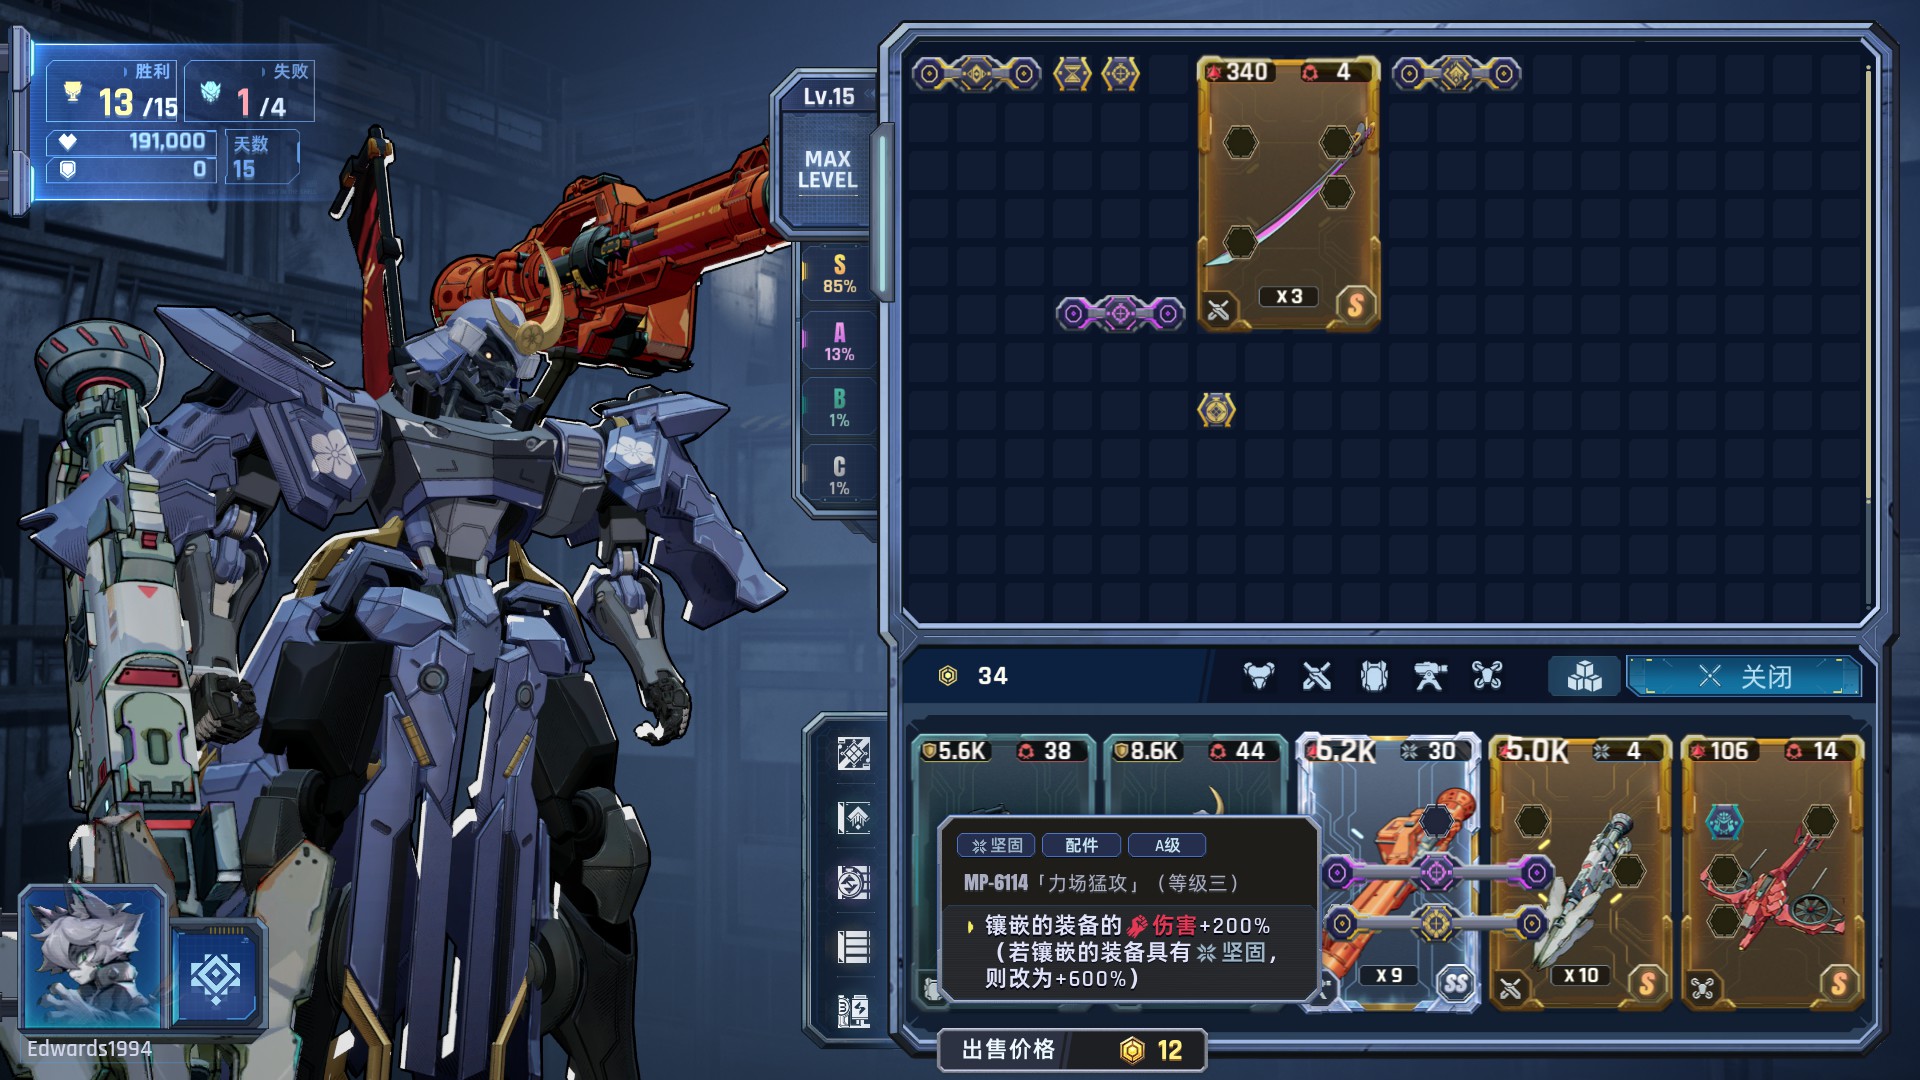 胜利
13 /15
失败
1 /4
191,000
0
天数
15
Lv.15
MAX
LEVEL
S
85%
A
13%
B
1%
C
1%
340
4
x3
S
34
关闭
5.6K
38
8.6K
44
6.2K
30
5.0K
4
106
14
坚固
配件
A级
MP-6114「力场猛攻」（等级三）
镶嵌的装备的伤害+200%
（若镶嵌的装备具有坚固，
则改为+600%）
x9
SS
x10
S
S
出售价格
12
Edwards1994